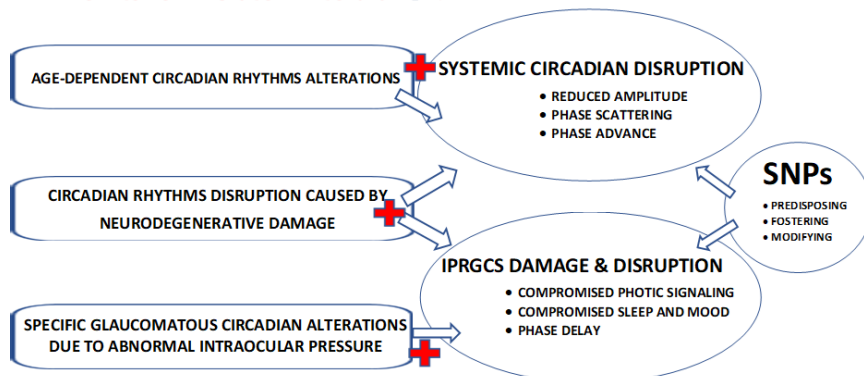 AGE-DEPENDENT CIRCADIAN RHYTHMS ALTERATIONS
SYSTEMIC CIRCADIAN DISRUPTION
• REDUCED AMPLITUDE
• PHASE SCATTERING
• PHASE ADVANCE
CIRCADIAN RHYTHMS DISRUPTION CAUSED BY
NEURODEGENERATIVE DAMAGE
SNPs
• PREDISPOSING
• FOSTERING
• MODIFYING
IPRGCS DAMAGE & DISRUPTION
• COMPROMISED PHOTIC SIGNALING
• COMPROMISED SLEEP AND MOOD
• PHASE DELAY
SPECIFIC GLAUCOMATOUS CIRCADIAN ALTERATIONS
DUE TO ABNORMAL INTRAOCULAR PRESSURE